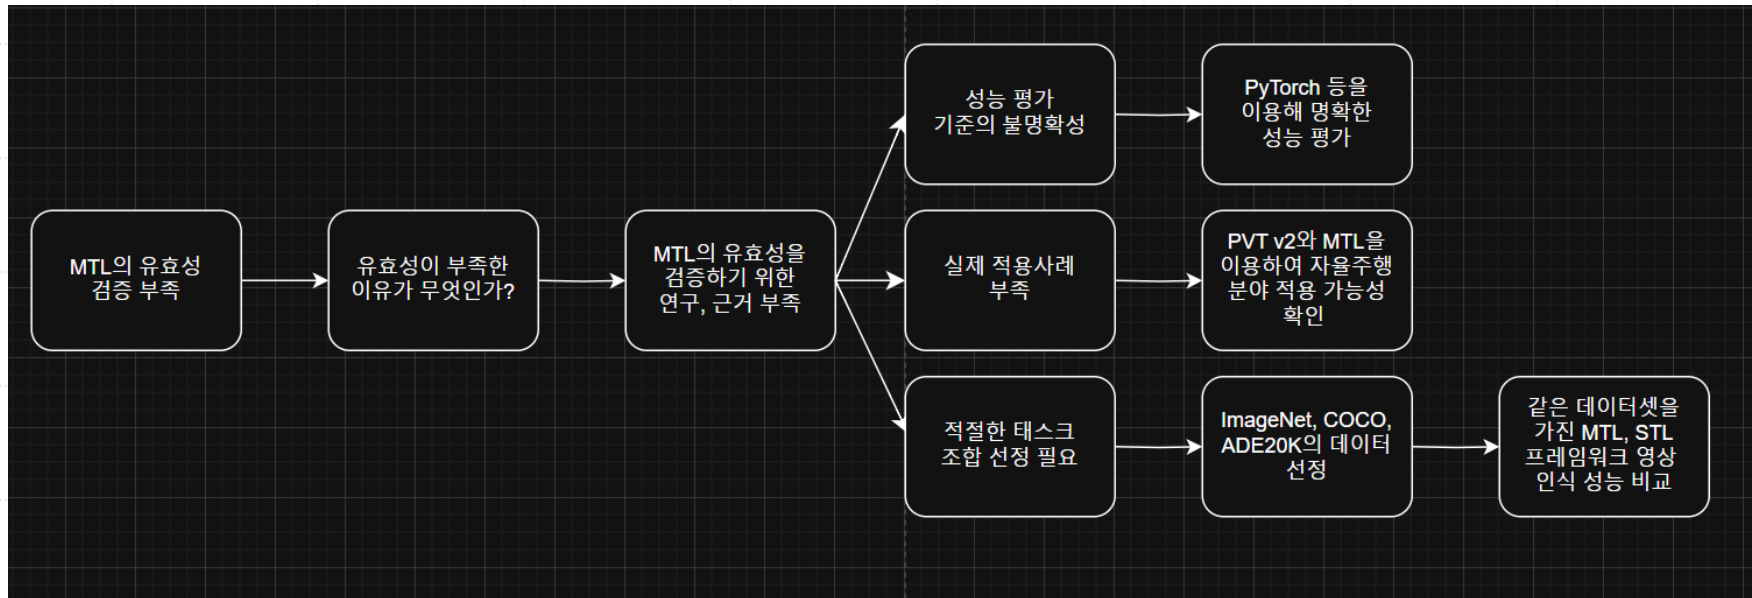 MTL의 유효성
검증 부족
유효성이 부족한
이유가 무엇인가?
MTL의 유효성을
검증하기 위한
연구, 근거 부족
성능 평가
기준의 불명확성
PyTorch 등을
이용해 명확한
성능 평가
실제 적용사례
부족
PVT v2와 MTL을
이용하여 자율주행
분야 적용 가능성
확인
적절한 태스크
조합 선정 필요
ImageNet, COCO,
ADE20K의 데이터
선정
같은 데이터셋을
가진 MTL, STL
프레임워크 영상
인식 성능 비교